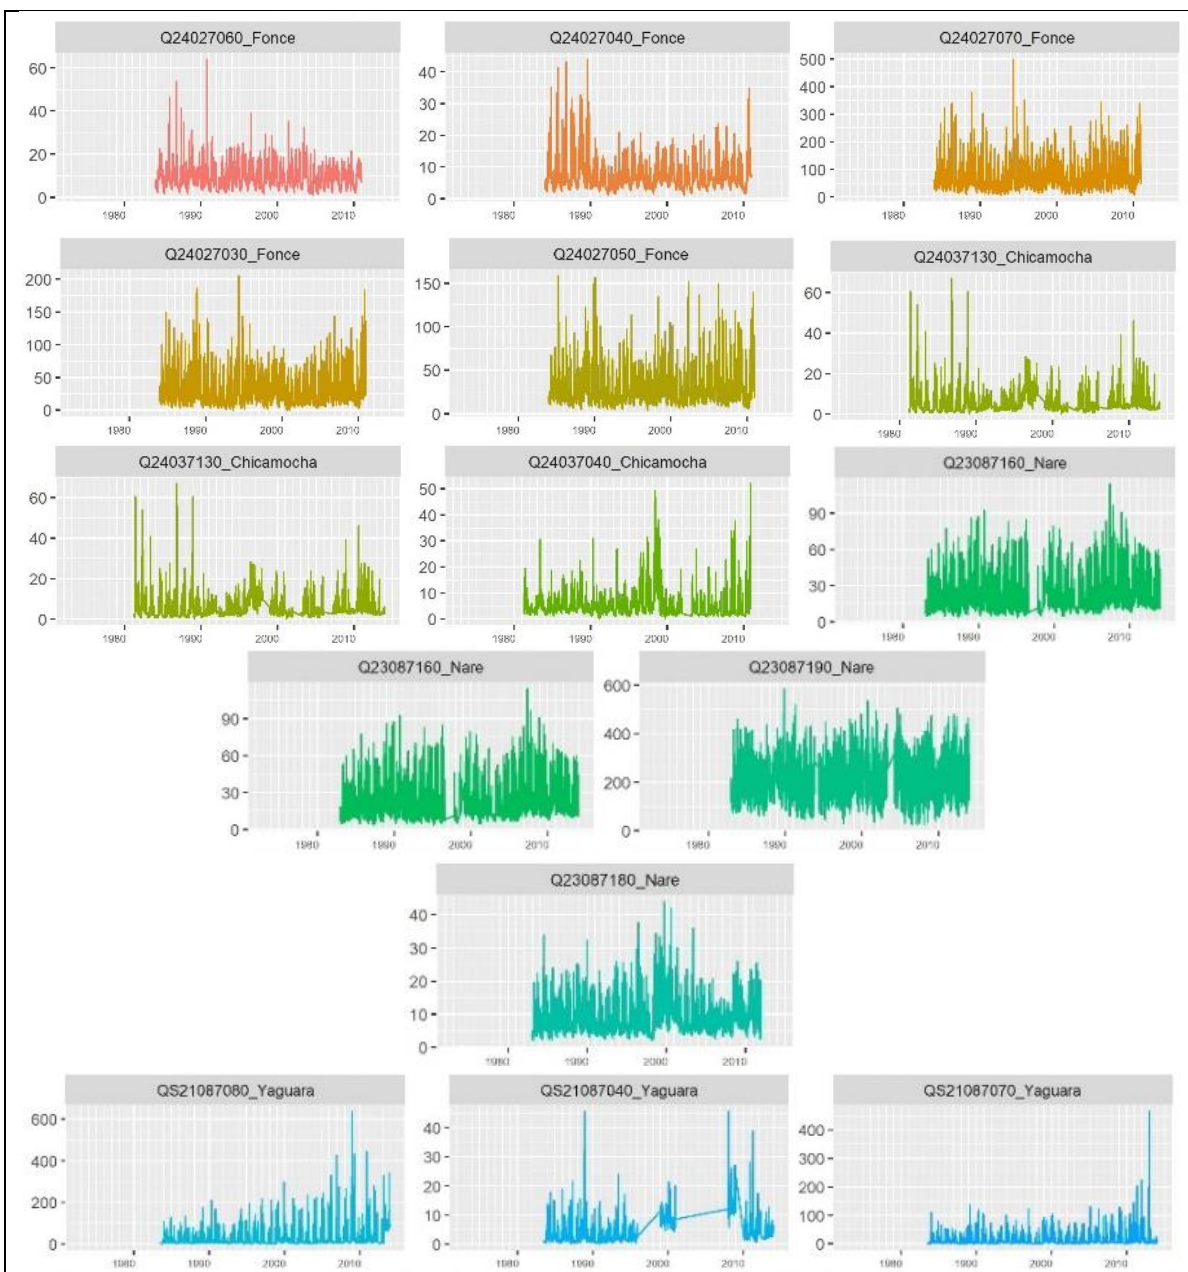 Q24027060_Fonce Q24027040_Fonce Q24027070_Fonce
60 40 500
40 30 400
20 20 300
0 10 200
0 100
0
1980 1990 2000 2010 1980 1990 2000 2010 1980 1990 2000 2010
Q24027030_Fonce Q24027050_Fonce Q24037130_Chicamocha
200 150 60
150 100 40
100 50 20
50 0 0
0
1980 1990 2000 2010 1980 1990 2000 2010 1980 1990 2000 2010
Q24037130_Chicamocha Q24037040_Chicamocha Q23087160_Nare
60 50 90
40 40 60
20 30 30
0 20 0
10
0
1980 1990 2000 2010 1980 1990 2000 2010 1980 1990 2000 2010
Q23087160_Nare Q23087190_Nare
90 600
60 400
30 200
0 0
1980 1990 2000 2010 1980 1990 2000 2010
Q23087180_Nare
40
30
20
10
0
1980 1990 2000 2010
QS21087080_Yaguara QS21087040_Yaguara QS21087070_Yaguara
600 40 400
400 30 300
200 20 200
0 10 100
0 0
1980 1990 2000 2010 1980 1990 2000 2010 1980 1990 2000 2010